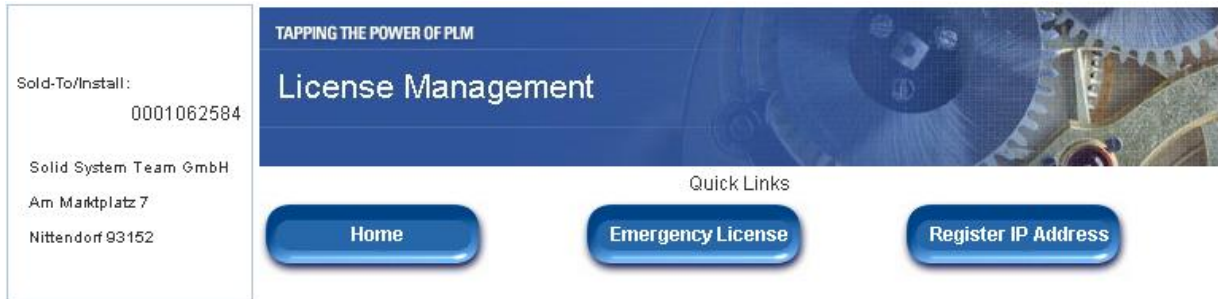 Sold-To/Install:
0001062584
Solid System Team GmbH
Am Marktplatz 7
Nittendorf 93152
TAPPING THE POWER OF PLM
License Management
Quick Links
Home
Emergency License
Register IP Address